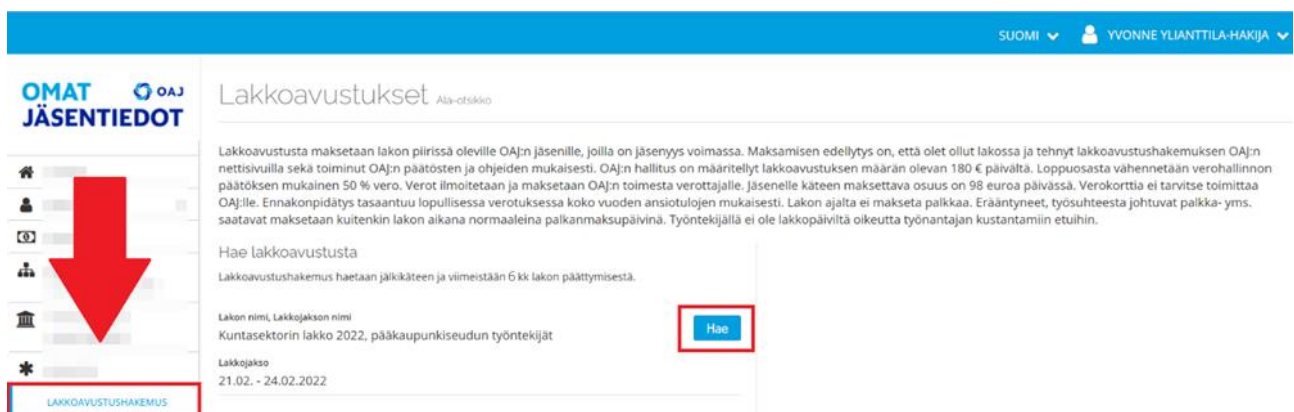 SUOMI
YVONNE YLIANTTILA-HAKIJA
OMAT
OAJ
JÄSENTIEDOT
Lakkoavustukset Ala-otsikko
Lakkoavustusta maksetaan lakon piirissä oleville OAJ:n jäsenille, joilla on jäsenyys voimassa. Maksamisen edellytys on, että olet ollut lakossa ja tehnyt lakkoavustushakemuksen OAJ:n
nettisivuilla sekä toiminut OAJ:n päätösten ja ohjeiden mukaisesti. OAJ:n hallitus on määritellyt lakkoavustuksen määrän olevan 180 € päivältä. Loppuosasta vähennetään verohallinnon
päätöksen mukainen 50 % vero. Verot ilmoitetaan ja maksetaan OAJ:n toimesta verottajalle. Jäsenelle käteen maksettava osuus on 98 euroa päivässä. Verokorttia ei tarvitse toimittaa
OAJ:lle. Ennakonpidätys tasaantuu lopullisessa verotuksessa koko vuoden ansiotulojen mukaisesti. Lakon ajalta ei makseta palkkaa. Erääntyneet, työsuhteesta johtuvat palkka- yms.
saatavat maksetaan kuitenkin lakon aikana normaaleina palkanmaksupäivinä. Työntekijällä ei ole lakkopäiviltä oikeutta työnantajan kustantamiin etuihin.
Hae lakkoavustusta
Lakkoavustushakemus haetaan jälkikäteen ja viimeistään 6 kk lakon päättymisestä.
Lakon nimi, Lakkojakson nimi
Kuntasektorin lakko 2022, pääkaupunkiseudun työntekijät
Hae
Lakkojakso
21.02. - 24.02.2022
LAKKOAVUSTUSHAKEMUS